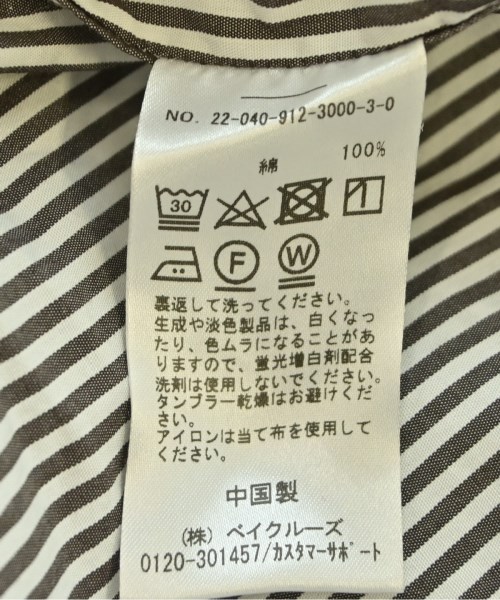 NO. 22-040-912-3000-3-0
綿 100%
30
F W
裏返して洗ってください。
生成や淡色製品は、白くなっ
たり、色ムラになることがあ
りますので、蛍光増白剤配合
洗剤は使用しないでください。
タンブラー乾燥はお避けくだ
さい。
アイロンは当て布を使用して
ください。
中国製
(株) ベイクルーズ
0120-301457/カスタマーサポート